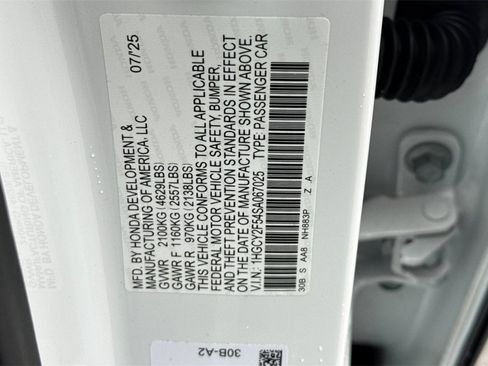 MFD. BY HONDA DEVELOPMENT &
MANUFACTURING OF AMERICA, LLC
07/'25
GVWR 2100KG (4629LBS)
GAWR F 1160KG (2557LBS)
GAWR R 970KG (2138LBS)
THIS VEHICLE CONFORMS TO ALL APPLICABLE
FEDERAL MOTOR VEHICLE SAFETY, BUMPER,
AND THEFT PREVENTION STANDARDS IN EFFECT
ON THE DATE OF MANUFACTURE SHOWN ABOVE.
V.I.N.: 1HGCY2F54SA067025 TYPE: PASSENGER CAR
30B S AA8 NH883P Z A
30B-A2